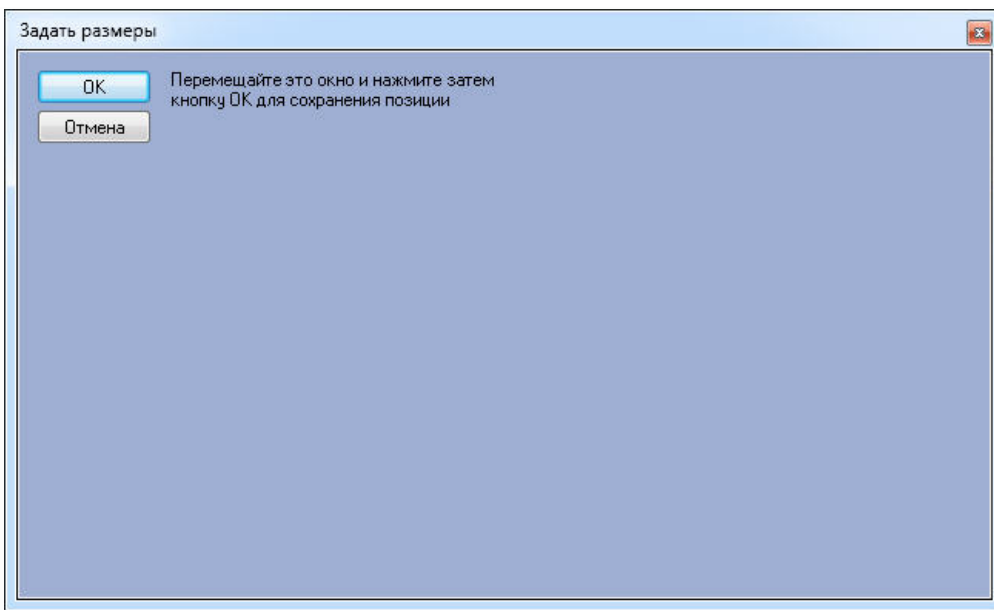 Задать размеры
OK
Перемещайте это окно и нажмите затем
кнопку OK для сохранения позиции
Отмена